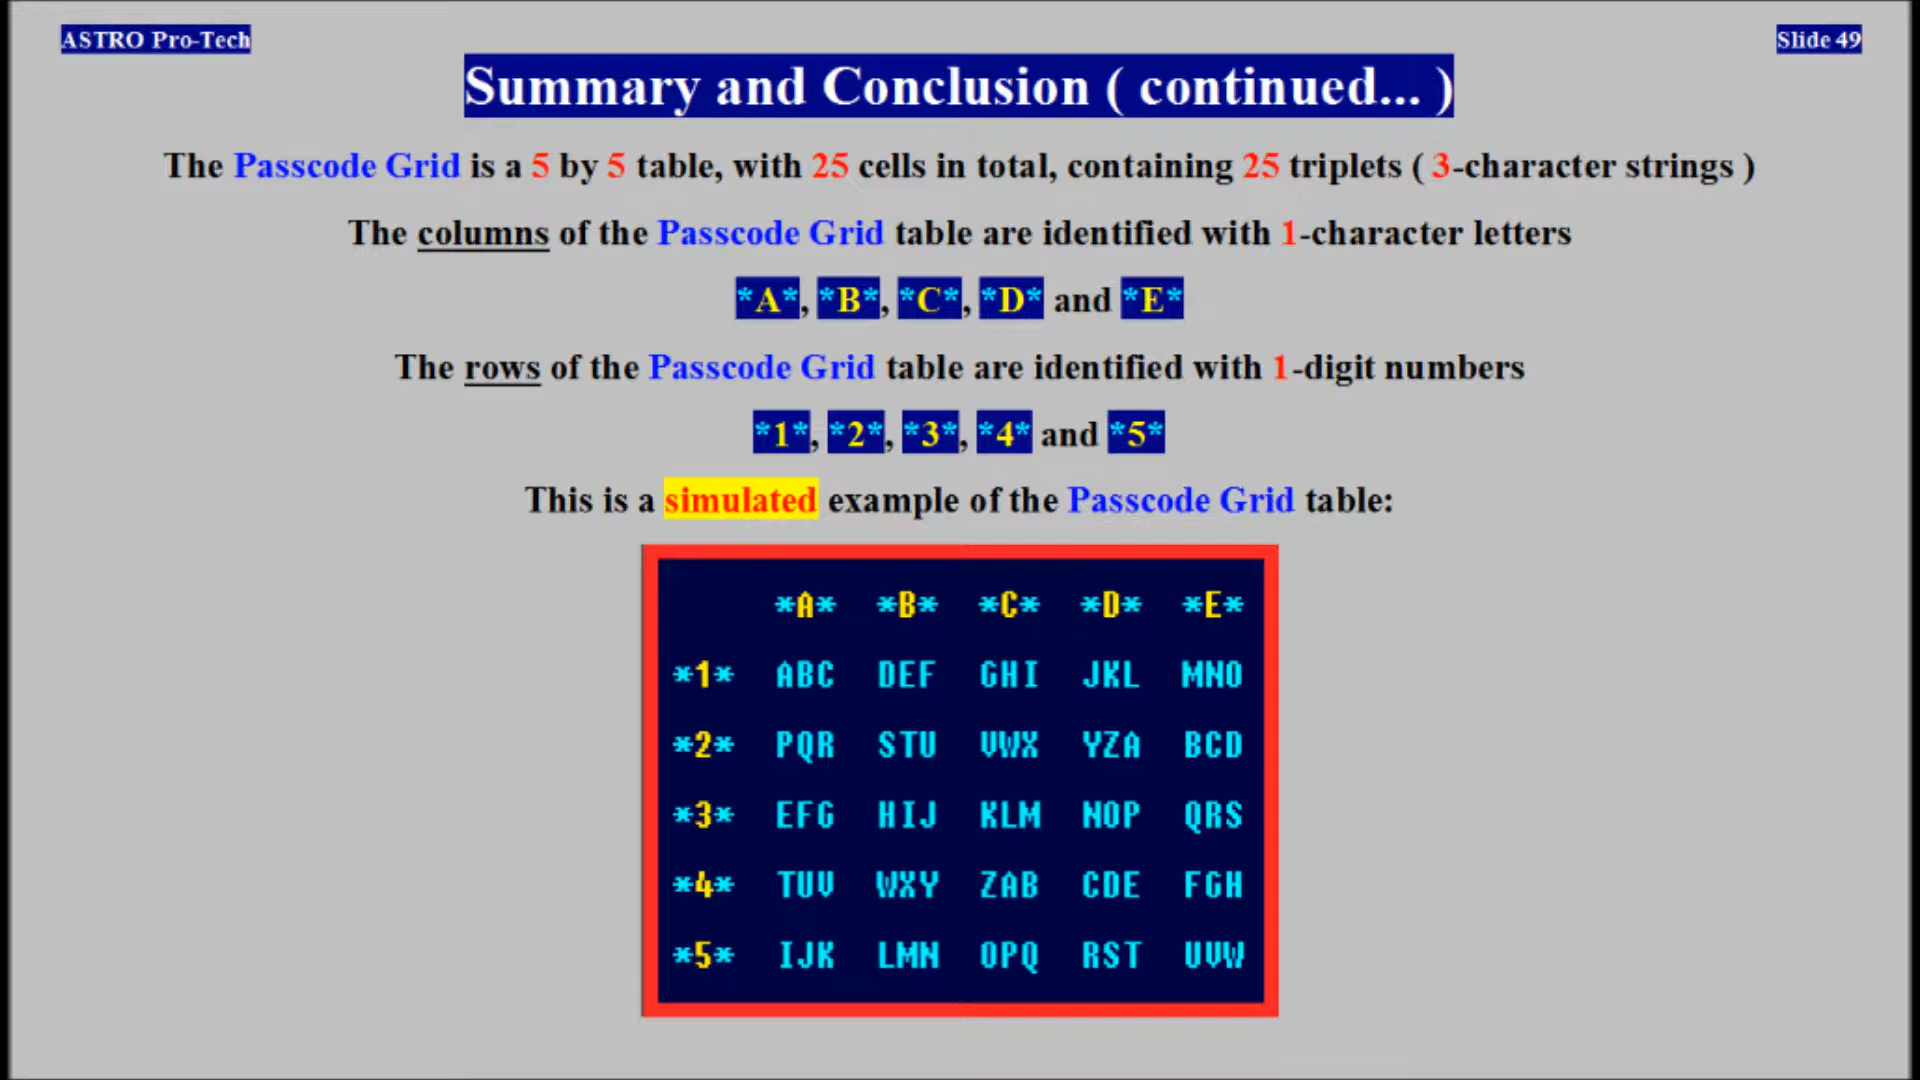 ASTRO Pro-Tech
Slide 49
Summary and Conclusion ( continued... )
The Passcode Grid is a 5 by 5 table, with 25 cells in total, containing 25 triplets ( 3-character strings )
The columns of the Passcode Grid table are identified with 1-character letters
*A*, *B*, *C*, *D* and *E*
The rows of the Passcode Grid table are identified with 1-digit numbers
*1*, *2*, *3*, *4* and *5*
This is a simulated example of the Passcode Grid table:
*A* *B* *C* *D* *E*
*1* ABC DEF GHI JKL MNO
*2* PQR STU VWX YZA BCD
*3* EFG HIJ KLM NOP QRS
*4* TUV WXY ZAB CDE FGH
*5* IJK LMN OPQ RST UVW